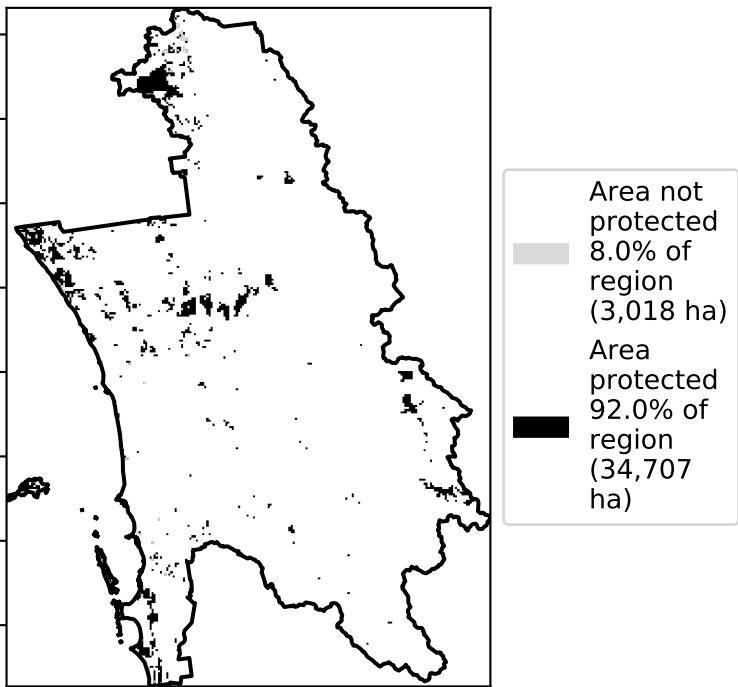 Area not
protected
8.0% of
region
(3,018 ha)
Area
protected
92.0% of
region
(34,707
ha)